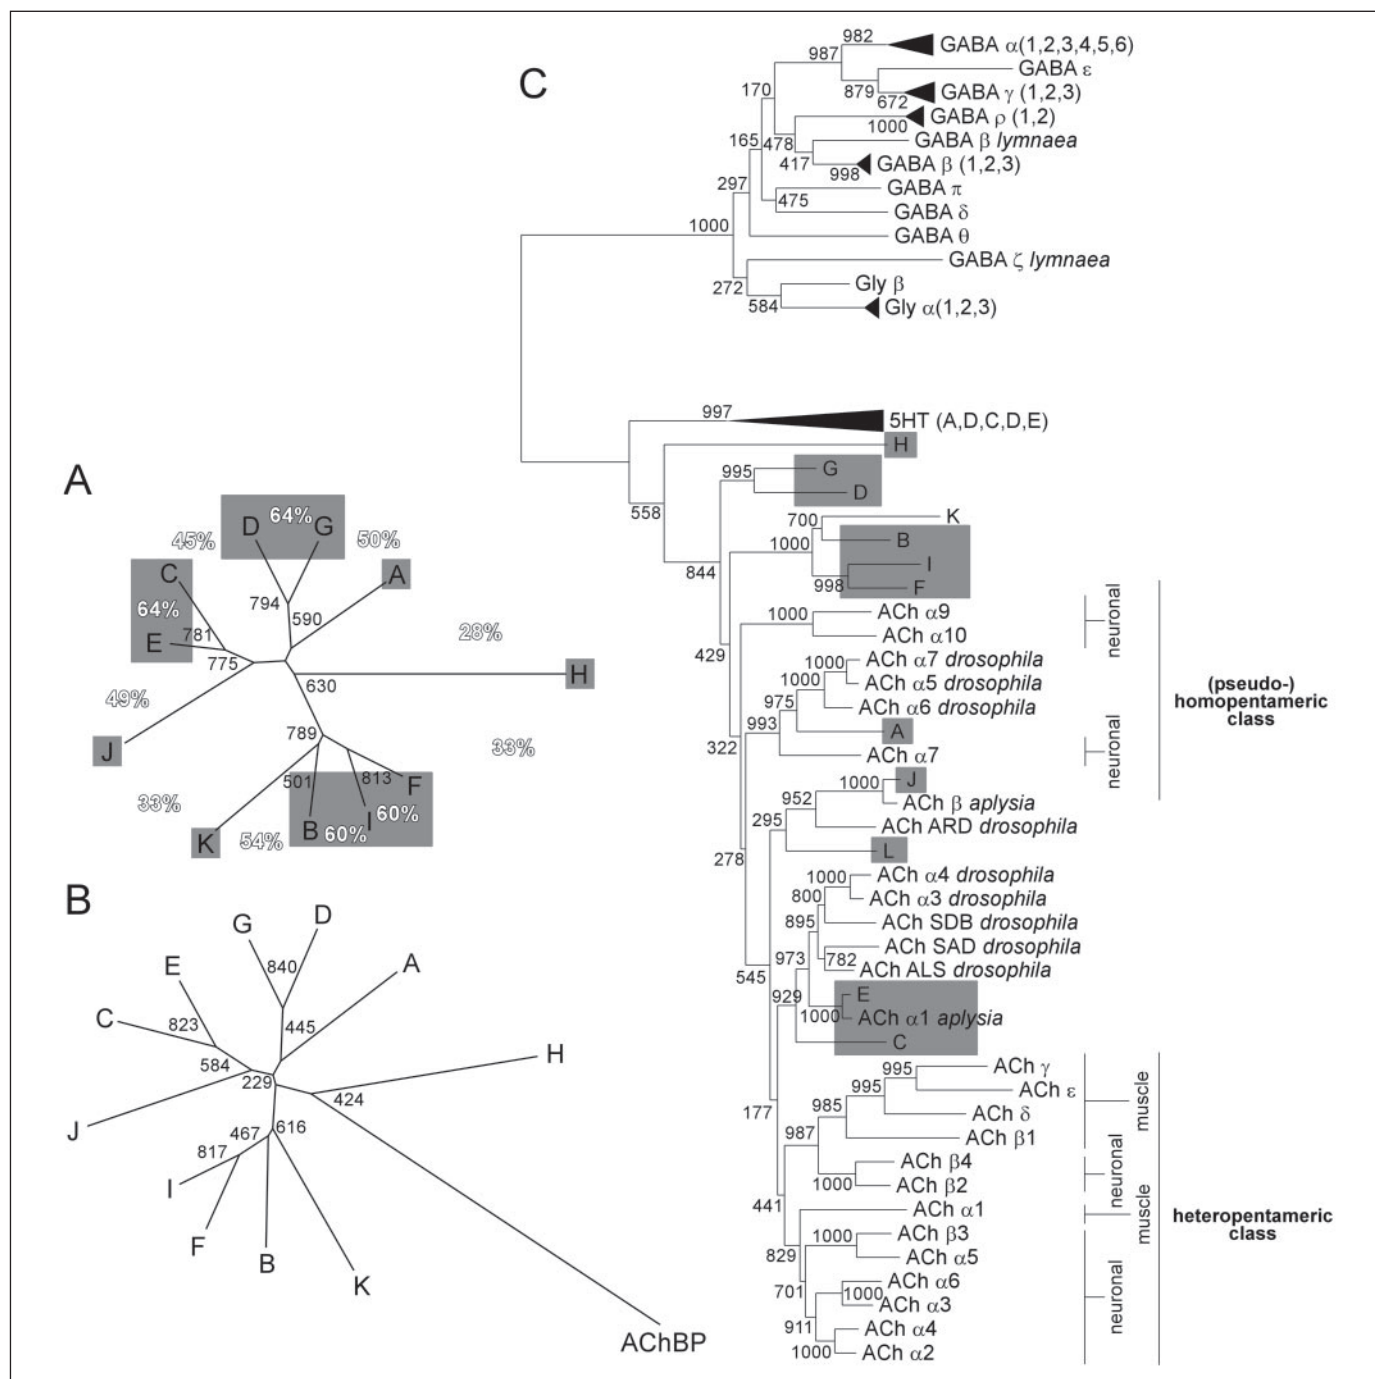 C
982
GABA α(1,2,3,4,5,6)
987
GABA ε
879
170
GABA γ (1,2,3)
672
GABA ρ (1,2)
1000
165
478
GABA β lymnaea
417
GABA β (1,2,3)
998
297
GABA π
475
GABA δ
1000
GABA θ
GABA ζ lymnaea
272
Gly β
584
Gly α(1,2,3)
997
5HT (A,D,C,D,E)
H
995
G
D
558
700
K
1000
B
I
998
F
844
1000
ACh α9
ACh α10
neuronal
429
1000
ACh α7 drosophila
1000
ACh α5 drosophila
975
ACh α6 drosophila
993
A
322
ACh α7
neuronal
(pseudo-)
homopentameric
class
1000
J
952
ACh β aplysia
295
ACh ARD drosophila
278
L
1000
ACh α4 drosophila
800
ACh α3 drosophila
895
ACh SDB drosophila
973
ACh SAD drosophila
782
ACh ALS drosophila
545
929
E
1000
ACh α1 aplysia
C
995
ACh γ
995
ACh ε
985
ACh δ
177
987
ACh β1
muscle
ACh β4
1000
ACh β2
neuronal
441
ACh α1
muscle
1000
ACh β3
829
ACh α5
701
ACh α6
1000
ACh α3
911
ACh α4
1000
ACh α2
neuronal
heteropentameric
class
A
64%
D
G
45%
50%
C
A
64%
794
590
E
781
28%
775
H
630
49%
789
J
33%
813
F
501
33%
60%
I
B
60%
K
54%
B
D
G
E
840
A
C
823
445
H
584
229
424
J
467
616
817
I
F
B
K
AChBP